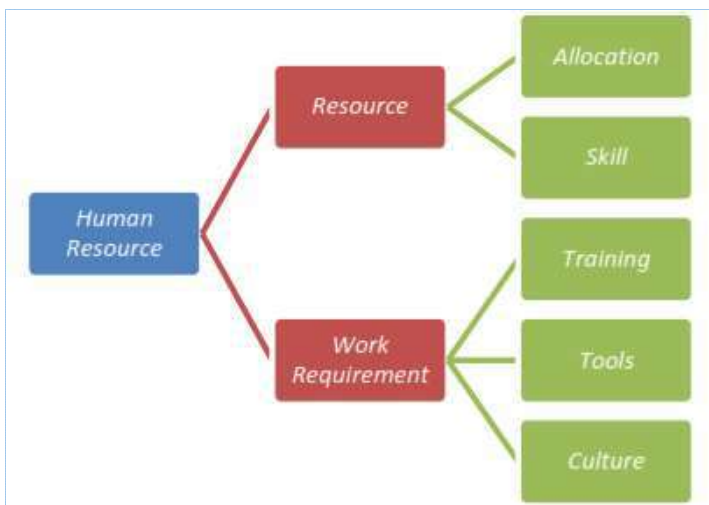 Human
Resource
Resource
Work
Requirement
Allocation
Skill
Training
Tools
Culture